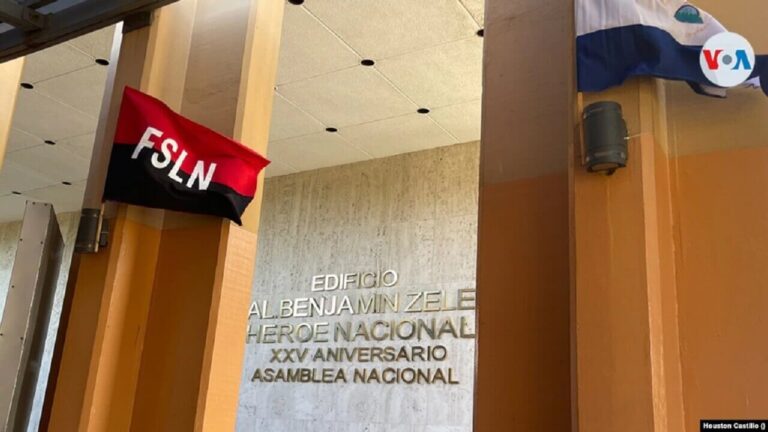 VOA
FSLN
EDIFICIO
AL.BENJAMIN ZELE
HEROE NACIONAL
XXV ANIVERSARIO
ASAMBLEA NACIONAL
Houston Castillo ()